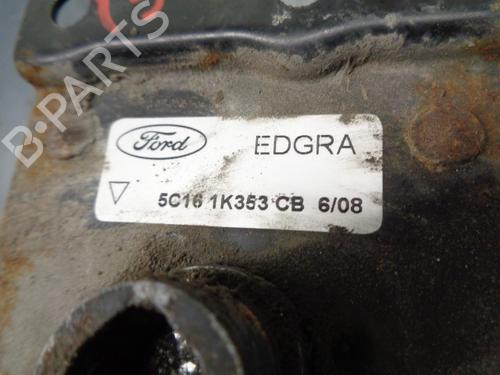 B-PARTS
Ford EDGRA
5C16 1K353 CB 6/08